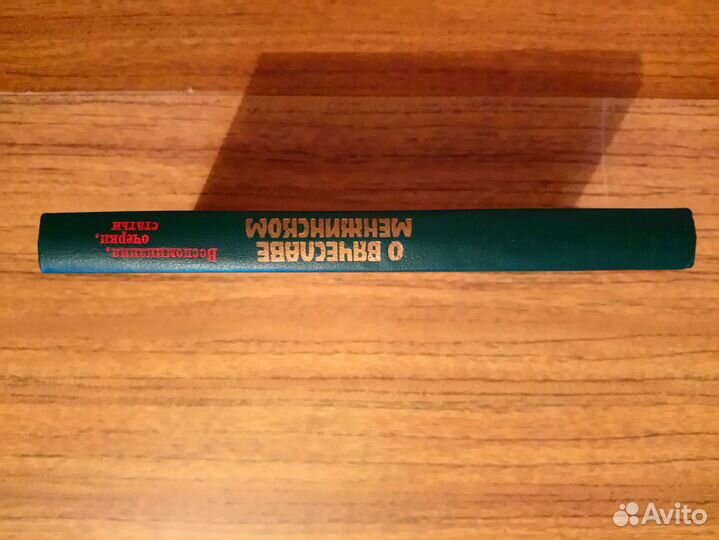 О ВЯЧЕСЛАВЕ
МЕНЖИНСКОМ
Воспоминания,
очерки,
статьи
Avito